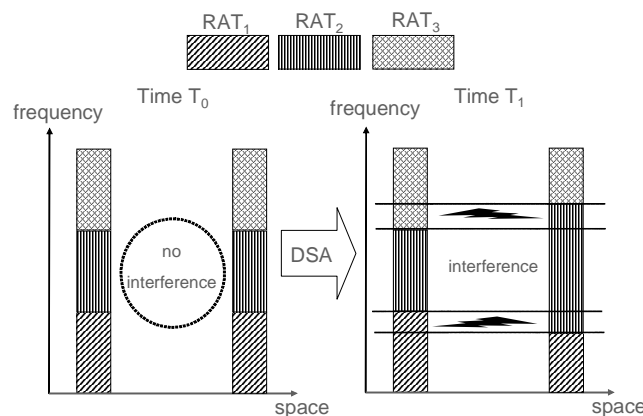 RAT1 RAT2 RAT3
Time T0 Time T1
frequency frequency
no
interference
DSA
interference
space space